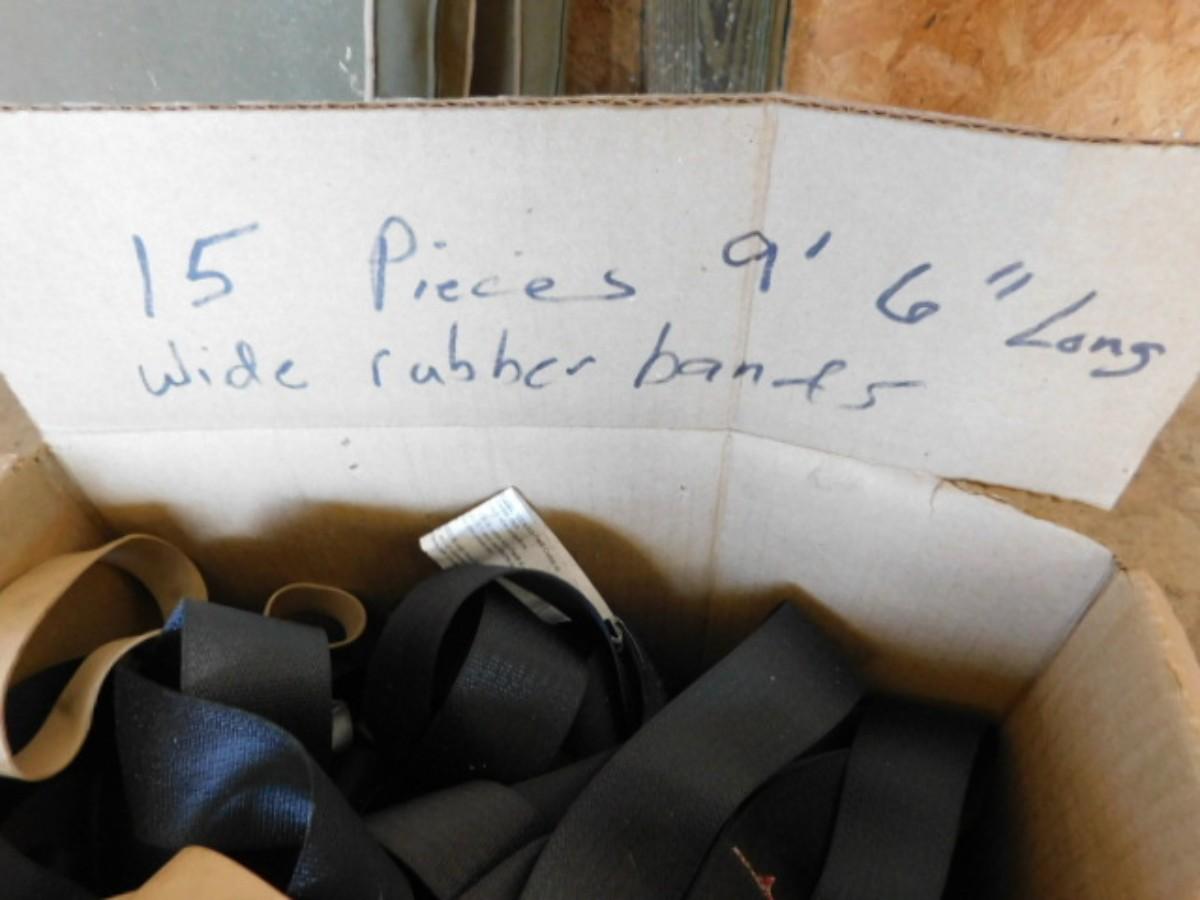 15 Pieces 9' 6" Long
wide rubber bands